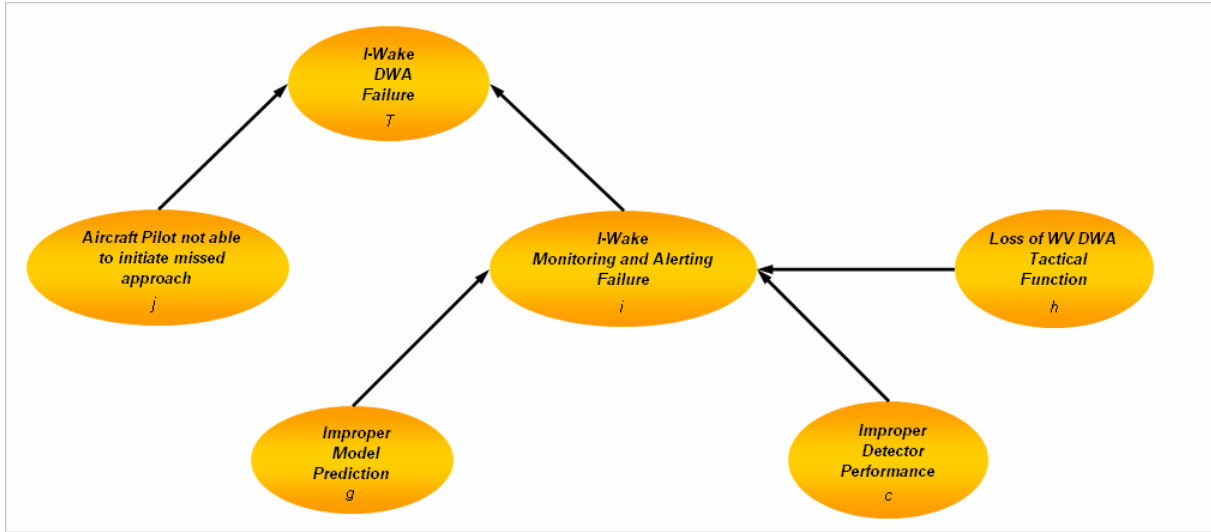 I-Wake
DWA
Failure
T
Aircraft Pilot not able
to initiate missed
approach
j
I-Wake
Monitoring and Alerting
Failure
i
Loss of WV DWA
Tactical
Function
h
Improper
Model
Prediction
g
Improper
Detector
Performance
c